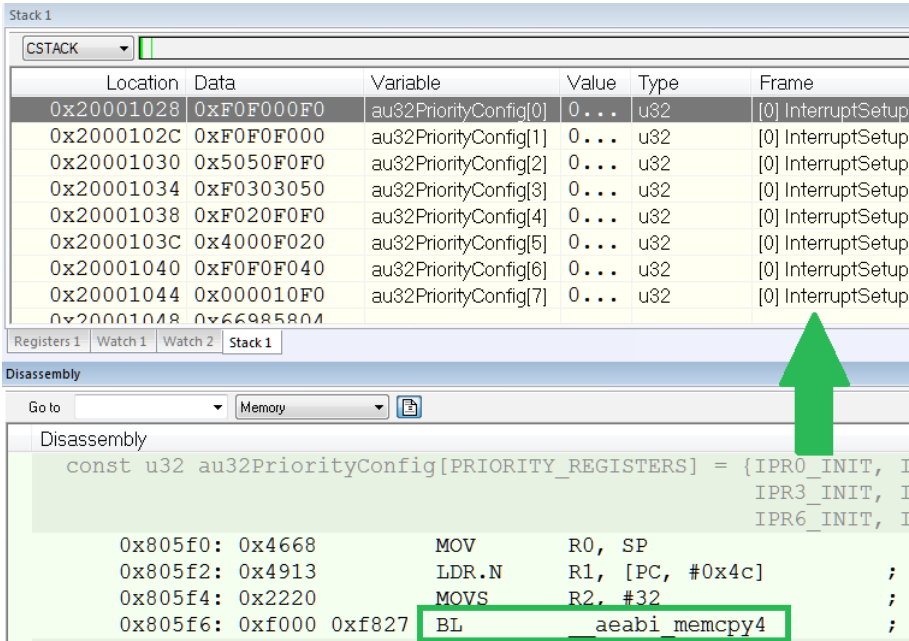 Stack 1
CSTACK
Location Data Variable Value Type Frame
0x20001028 0xF0F000F0 au32PriorityConfig[0] 0... u32 [0] InterruptSetup
0x2000102C 0xF0F0F000 au32PriorityConfig[1] 0... u32 [0] InterruptSetup
0x20001030 0x5050F0F0 au32PriorityConfig[2] 0... u32 [0] InterruptSetup
0x20001034 0xF0303050 au32PriorityConfig[3] 0... u32 [0] InterruptSetup
0x20001038 0xF020F0F0 au32PriorityConfig[4] 0... u32 [0] InterruptSetup
0x2000103C 0x4000F020 au32PriorityConfig[5] 0... u32 [0] InterruptSetup
0x20001040 0xF0F0F040 au32PriorityConfig[6] 0... u32 [0] InterruptSetup
0x20001044 0x000010F0 au32PriorityConfig[7] 0... u32 [0] InterruptSetup
0x20001048 0x66985804
Registers 1 Watch 1 Watch 2 Stack 1
Disassembly
Go to Memory
Disassembly
const u32 au32PriorityConfig[PRIORITY_REGISTERS] = {IPR0_INIT, I
IPR3_INIT, I
IPR6_INIT, I
0x805f0: 0x4668 MOV R0, SP
0x805f2: 0x4913 LDR.N R1, [PC, #0x4c] ;
0x805f4: 0x2220 MOVS R2, #32 ;
0x805f6: 0xf000 0xf827 BL __aeabi_memcpy4 ;